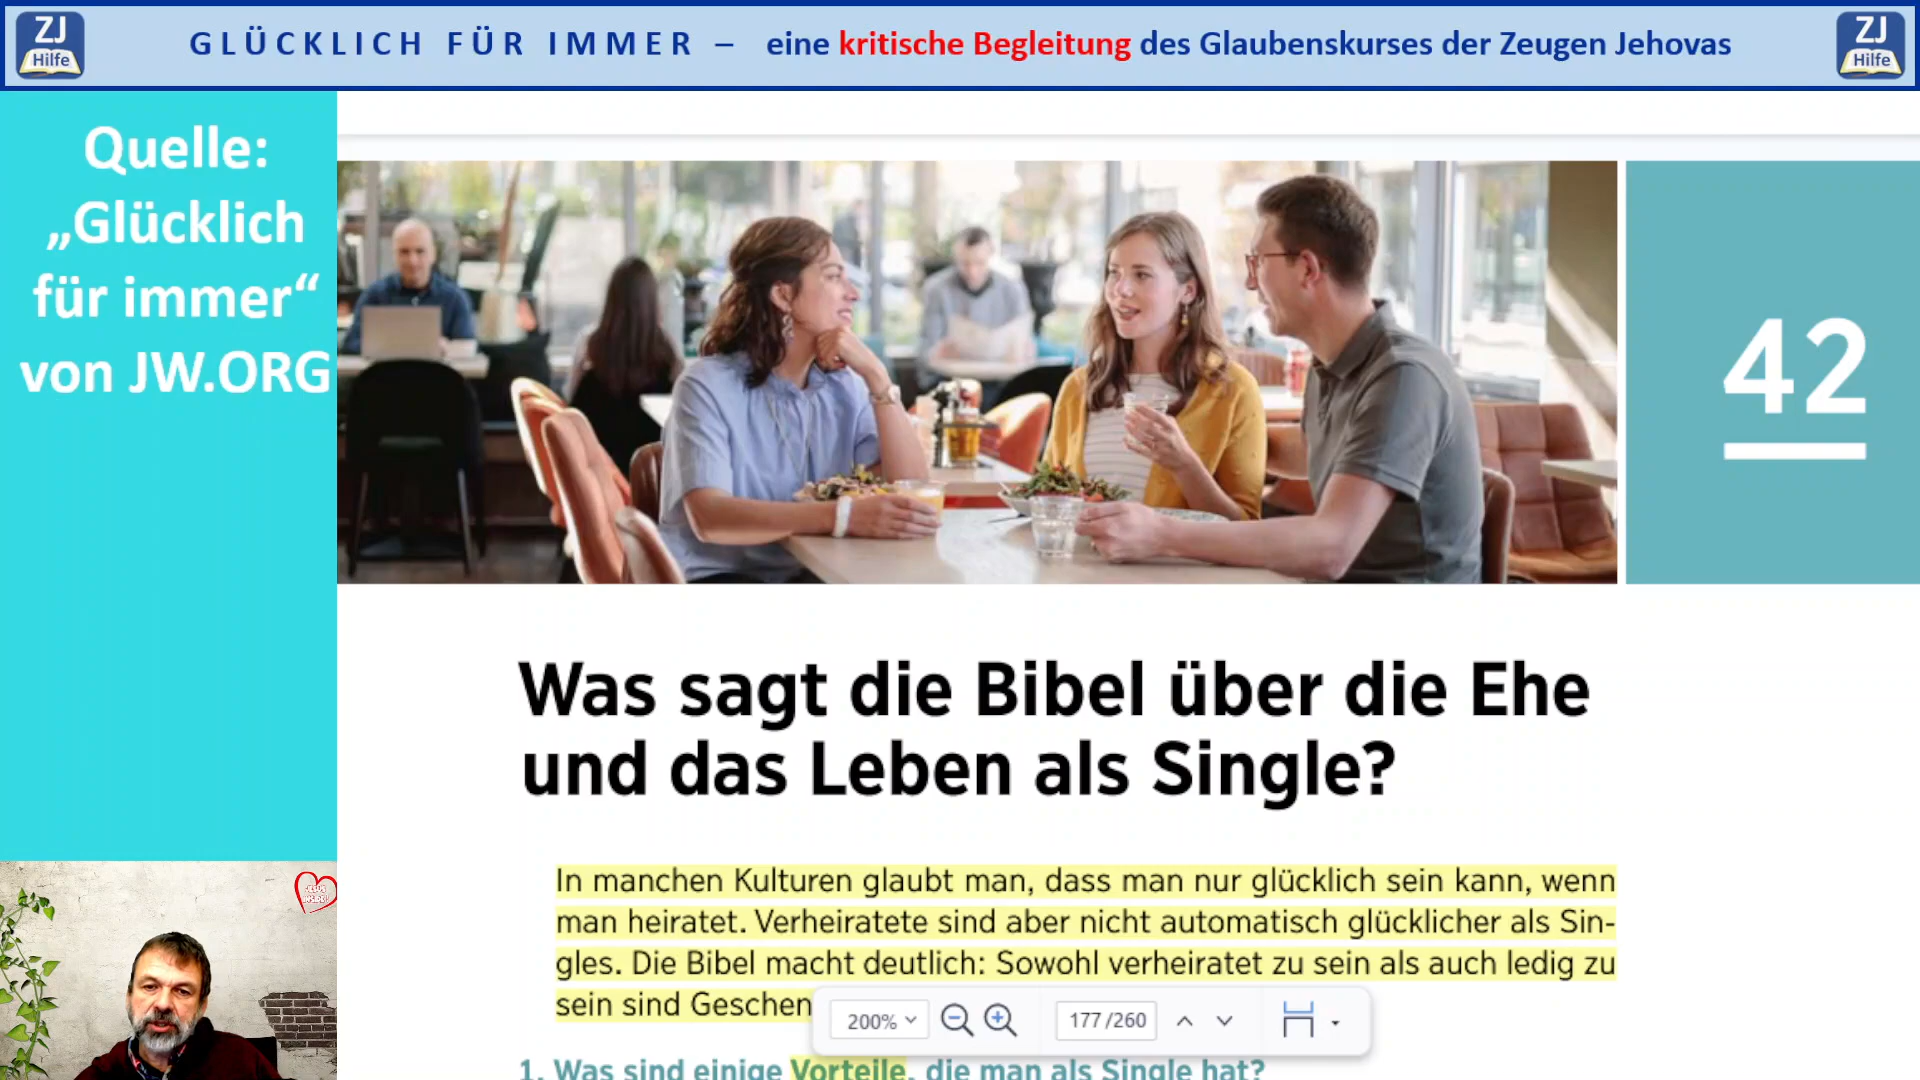 ZJ
Hilfe
GLÜCKLICH FÜR IMMER – eine kritische Begleitung des Glaubenskurses der Zeugen Jehovas
ZJ
Hilfe
Quelle:
„Glücklich
für immer“
von JW.ORG
42
Was sagt die Bibel über die Ehe
und das Leben als Single?
In manchen Kulturen glaubt man, dass man nur glücklich sein kann, wenn
man heiratet. Verheiratete sind aber nicht automatisch glücklicher als Sin-
gles. Die Bibel macht deutlich: Sowohl verheiratet zu sein als auch ledig zu
sein sind Geschen
200%
177/260
1. Was sind einige Vorteile, die man als Single hat?